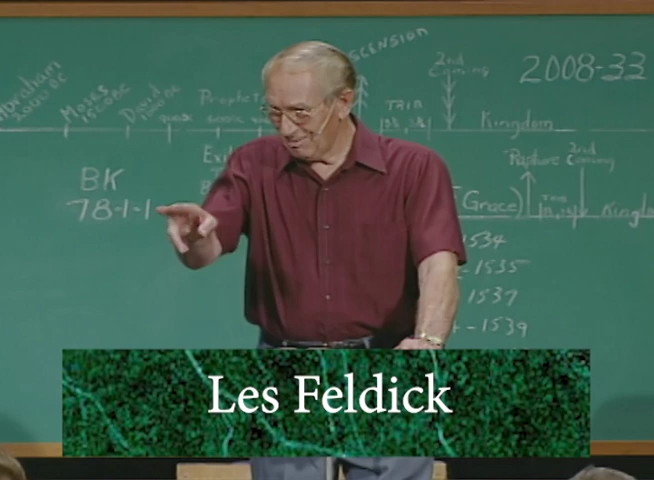 ASCENSION
2nd
Coming
2008-33
Abraham
2000 BC
Moses
1500 BC
David
1000 BC
Prophets
TRIB
Kingdom
BK
78-1-1
Rapture 2nd
Coming
(Grace)
Kingdo
1534
- 1535
1537
- 1539
Les Feldick